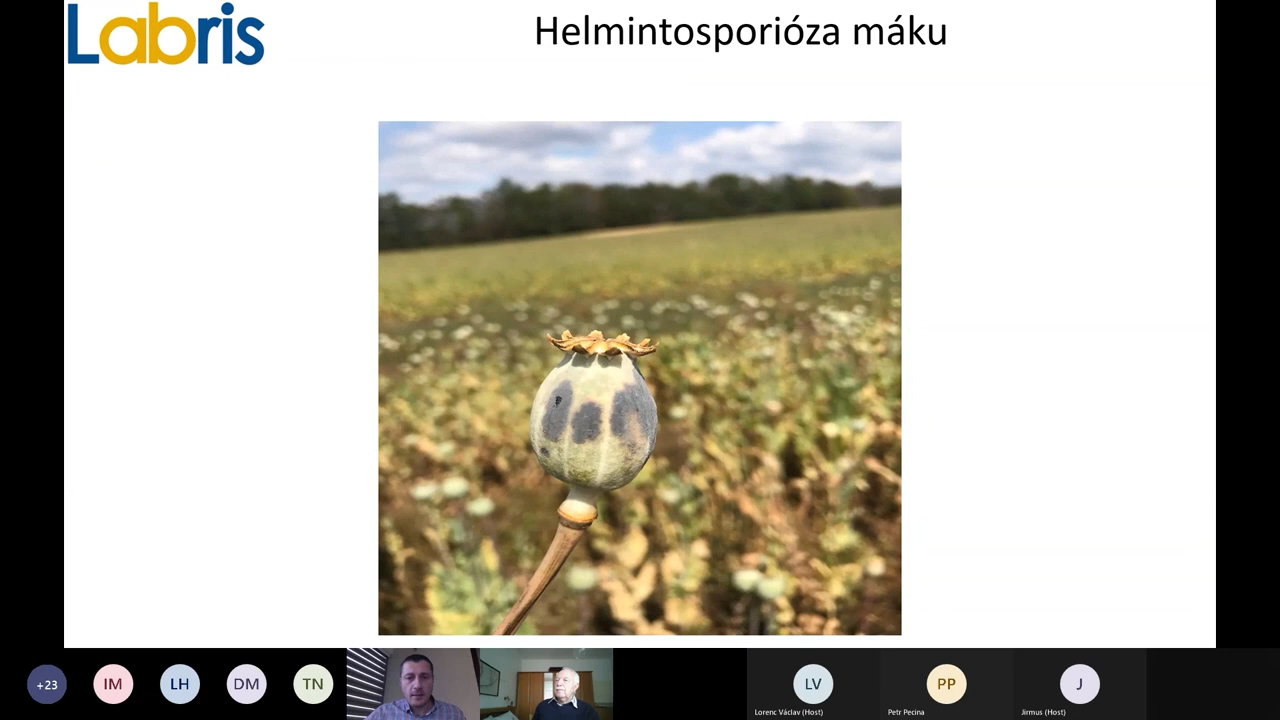 Labris
Helmintosporióza máku
+23
IM
LH
DM
TN
LV
PP
J
Lorenc Václav (Host)
Petr Pecina
Jirmus (Host)